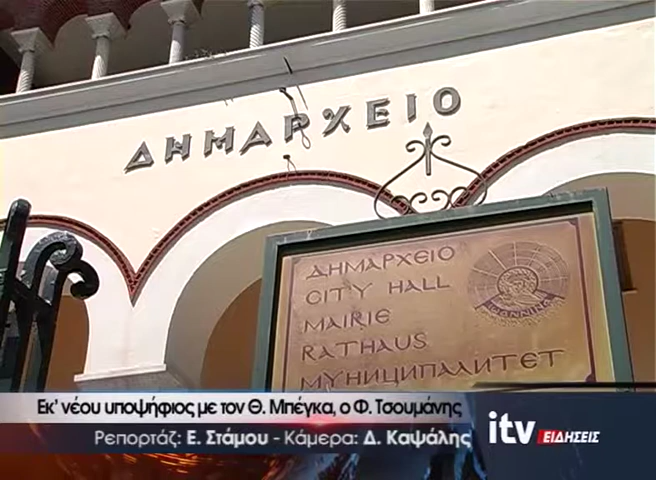 ΔΗΜΑΡΧΕΙΟ
ΔΗΜΑΡΧΕΙΟ
CITY HALL
MAIRIE
RATHAUS
МУНИЦИПАЛИТЕТ
ΙΩΑΝΝΙΝΑ
Εκ' νέου υποψήφιος με τον Θ. Μπέγκα, ο Φ. Τσουμάνης
Ρεπορτάζ: Ε. Στάμου - Κάμερα: Δ. Καψάλης
itv ΕΙΔΗΣΕΙΣ